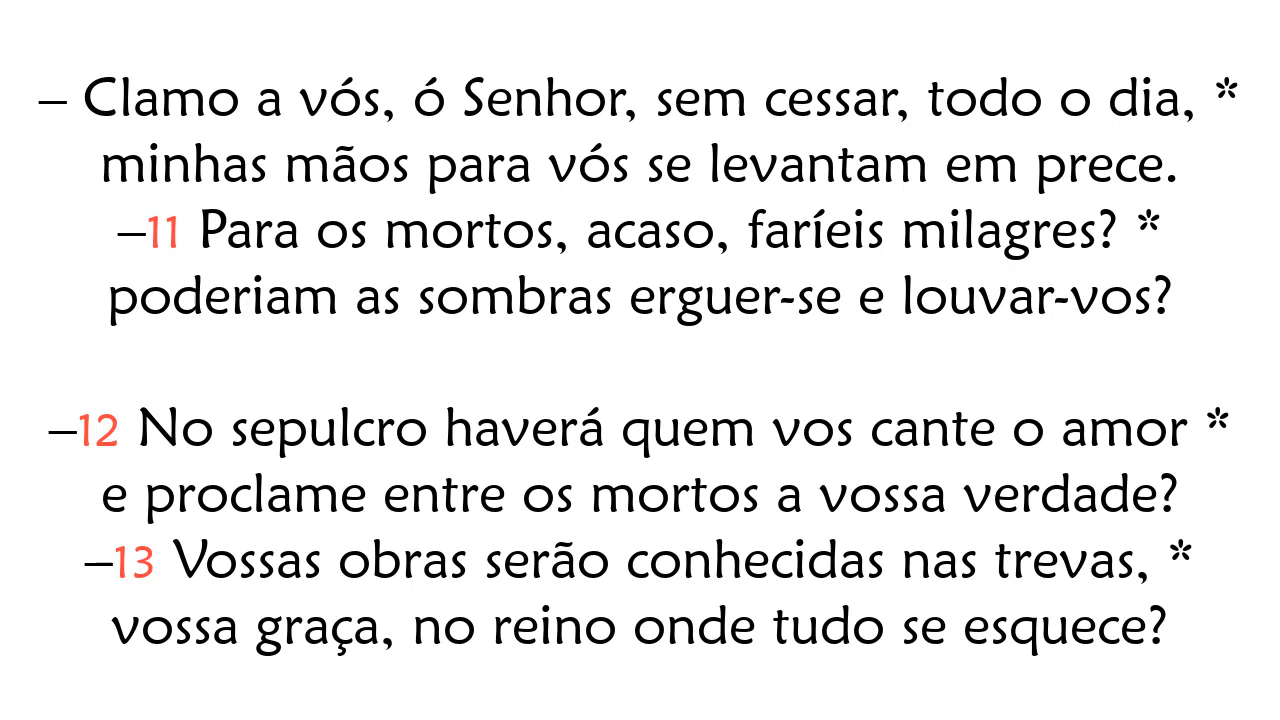 – Clamo a vós, ó Senhor, sem cessar, todo o dia, *
minhas mãos para vós se levantam em prece.
–11 Para os mortos, acaso, faríeis milagres? *
poderiam as sombras erguer-se e louvar-vos?
–12 No sepulcro haverá quem vos cante o amor *
e proclame entre os mortos a vossa verdade?
–13 Vossas obras serão conhecidas nas trevas, *
vossa graça, no reino onde tudo se esquece?